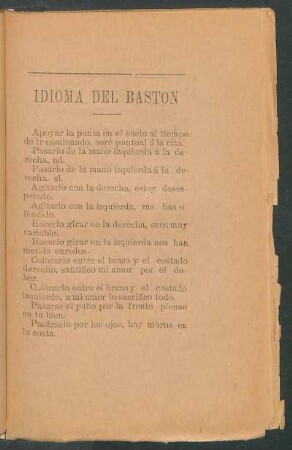 IDIOMA DEL BASTON
Apoyar la punta en el suelo al tiempo
de ir caminando, seré puntual á la cita.
Pasarlo de la mano izquierda á la de
recha, nó.
Pasarlo de la mano izquierda á la de
recha, sí.
Agitarlo con la derecha, estoy deses
perado.
Agitarlo con la izquierda, me has o
fendido.
Hacerlo girar en la derecha, eres muy
variable.
Hacerlo girar en la izquierda nos han
metido enredos.
Colocarlo entre el brazo y el costado
derecho, santifico mi amor por el de
ber.
Colocarlo entre el brazo y el costado
izquierdo, a mi amor lo sacrifico todo.
Pasarse el puño por la frente, pienso
en tu bien.
Pasárselo por los ojos, hay moros en
la costa.